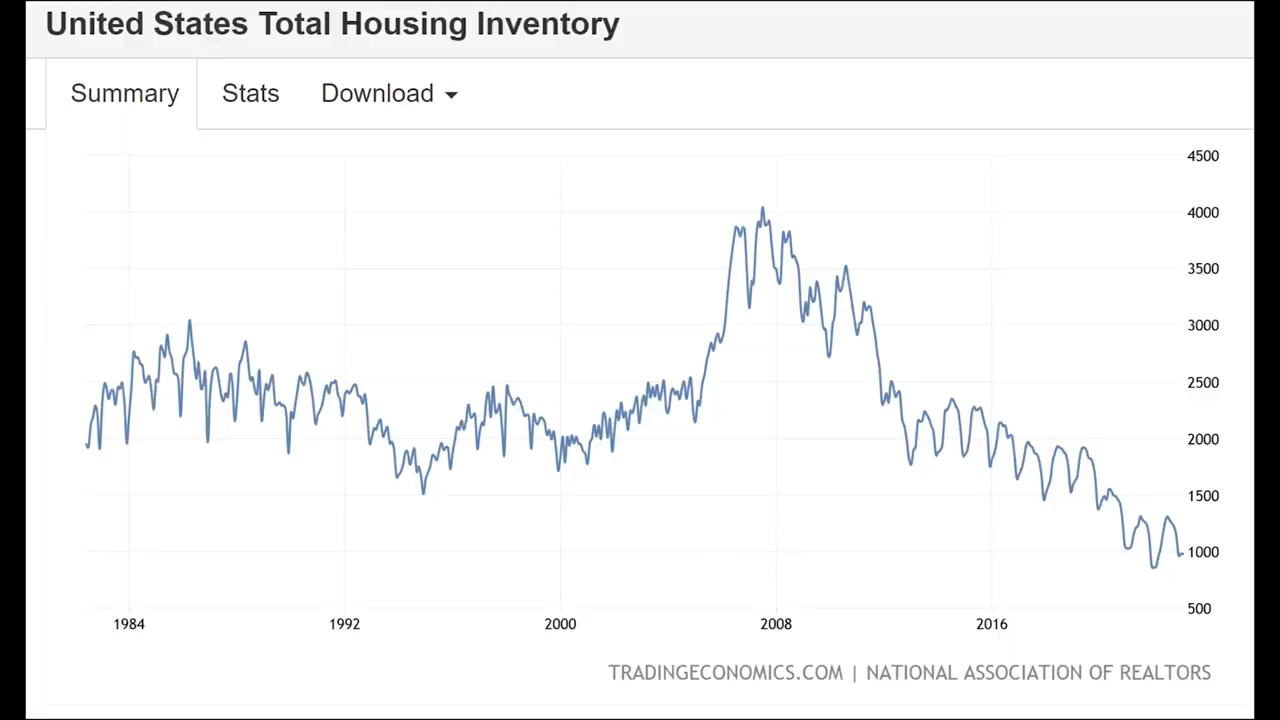 United States Total Housing Inventory
Summary Stats Download
4500
4000
3500
3000
2500
2000
1500
1000
500
1984 1992 2000 2008 2016
TRADINGECONOMICS.COM | NATIONAL ASSOCIATION OF REALTORS